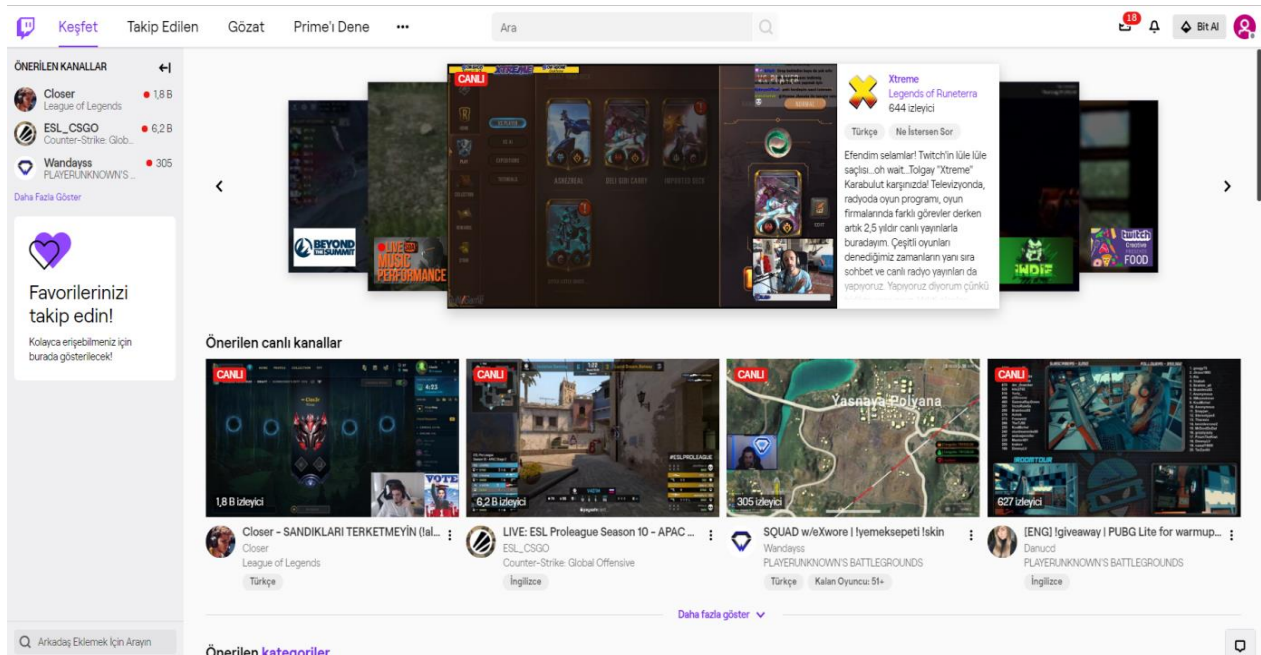 Keşfet
Takip Edilen
Gözat
Prime'ı Dene
Ara
18
Bit Al
ÖNERİLEN KANALLAR
Closer
1,8 B
League of Legends
ESL_CSGO
6,2 B
Counter-Strike: Glob...
Wandayss
305
PLAYERUNKNOWN'S ...
Daha Fazla Göster
Favorilerinizi
takip edin!
Kolayca erişebilmeniz için
burada gösterilecek!
Arkadaş Eklemek İçin Arayın
BEYOND
THE SUMMIT
LIVE
MUSIC
PERFORMANCE
CANLI
XTREME
VS PLAYER
Xtreme
Legends of Runeterra
644 izleyici
Türkçe
Ne İstersen Sor
Efendim selamlar! Twitch'in lüle lüle
saçlısı...oh wait...Tolgay "Xtreme"
Karabulut karşınızda! Televizyonda,
radyoda oyun programı, oyun
firmalarında farklı görevler derken
artık 2,5 yıldır canlı yayınlarla
buradayım. Çeşitli oyunları
denediğimiz zamanların yanı sıra
sohbet ve canlı radyo yayınları da
yapıyoruz. Yapıyoruz diyorum çünkü
INDIE
twitch
Creative
FOOD
Önerilen canlı kanallar
CANLI
4:23
VOTE
1,8 B izleyici
Closer - SANDIKLARI TERKETMEYİN (!al...
Closer
League of Legends
Türkçe
CANLI
#ESLPROLEAGUE
6,2 B izleyici
LIVE: ESL Proleague Season 10 - APAC ...
ESL_CSGO
Counter-Strike: Global Offensive
İngilizce
CANLI
Yasnaya Polyana
305 izleyici
SQUAD w/eXwore | !yemeksepeti !skin
Wandayss
PLAYERUNKNOWN'S BATTLEGROUNDS
Türkçe
Kalan Oyuncu: 51+
CANLI
627 izleyici
[ENG] !giveaway | PUBG Lite for warmup...
Danucd
PLAYERUNKNOWN'S BATTLEGROUNDS
İngilizce
Daha fazla göster
Önerilen kategoriler